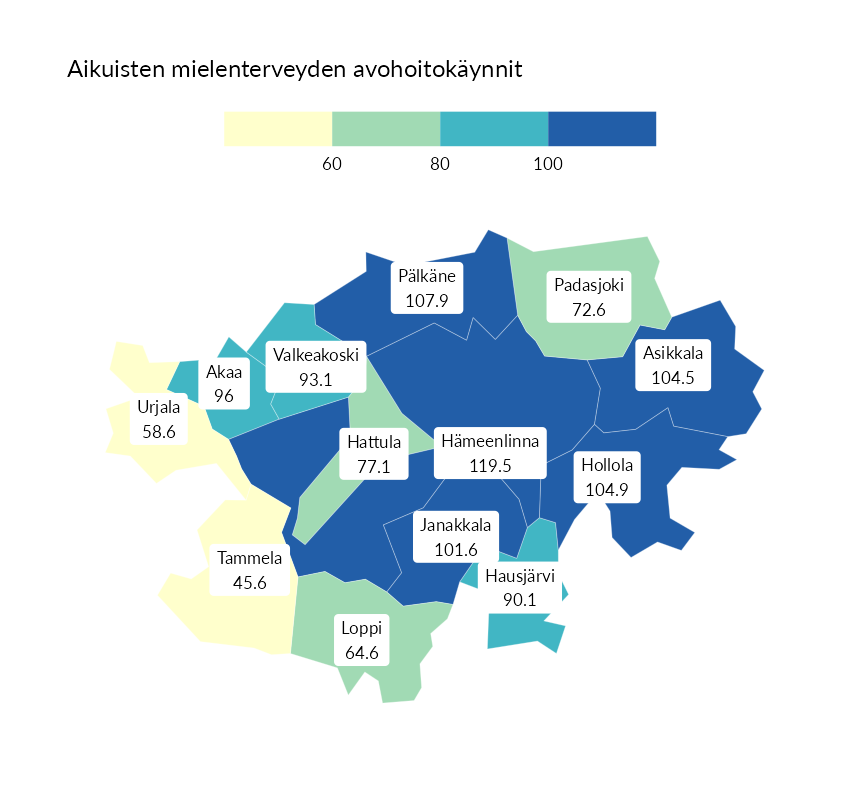 Aikuisten mielenterveyden avohoitokäynnit
60
80
100
Pälkäne
107.9
Padasjoki
72.6
Asikkala
104.5
Valkeakoski
93.1
Akaa
96
Urjala
58.6
Hattula
77.1
Hämeenlinna
119.5
Hollola
104.9
Janakkala
101.6
Tammela
45.6
Hausjärvi
90.1
Loppi
64.6